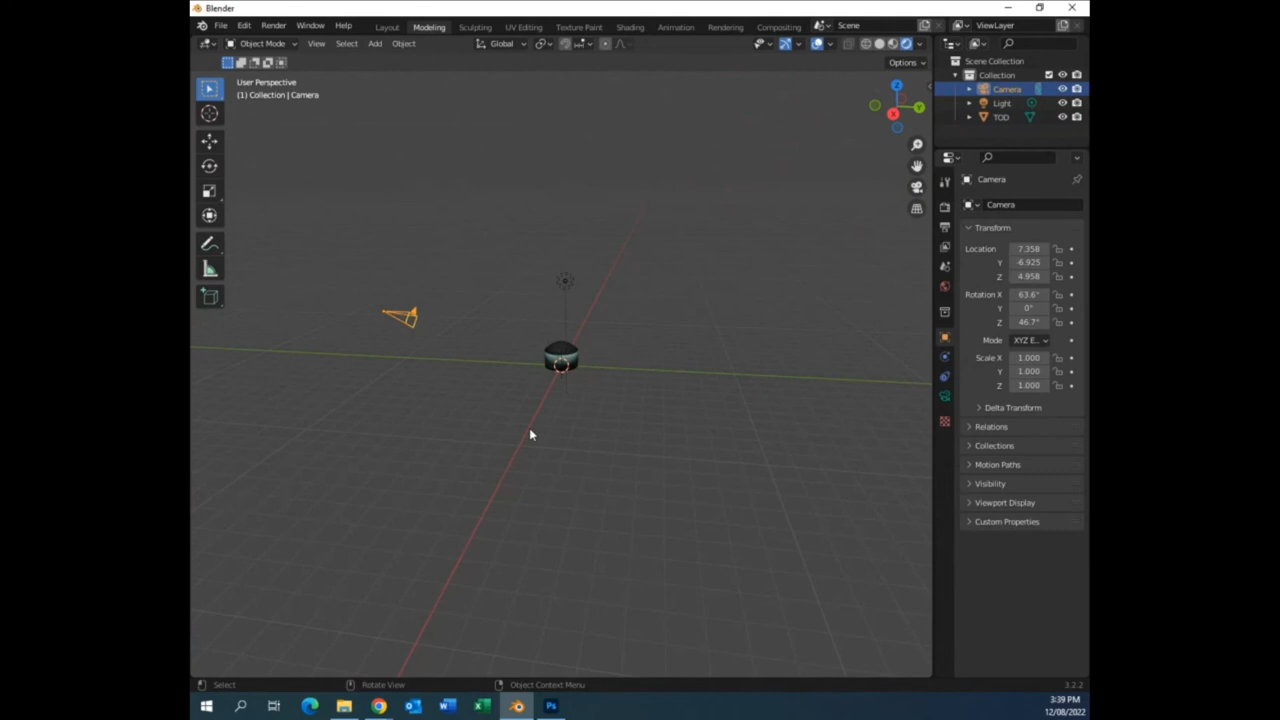 Blender
File Edit Render Window Help Layout Modeling Sculpting UV Editing Texture Paint Shading Animation Rendering Compositing Scene ViewLayer
Object Mode View Select Add Object Global
Options
User Perspective
(1) Collection | Camera
Z
Y
X
Scene Collection
Collection
Camera
Light
TOD
Camera
Camera
Transform
Location 7.358
Y -6.925
Z 4.958
Rotation X 63.6°
Y 0°
Z 46.7°
Mode XYZ E...
Scale X 1.000
Y 1.000
Z 1.000
Delta Transform
Relations
Collections
Motion Paths
Visibility
Viewport Display
Custom Properties
Select Rotate View Object Context Menu 3.2.2
3:39 PM
12/08/2022